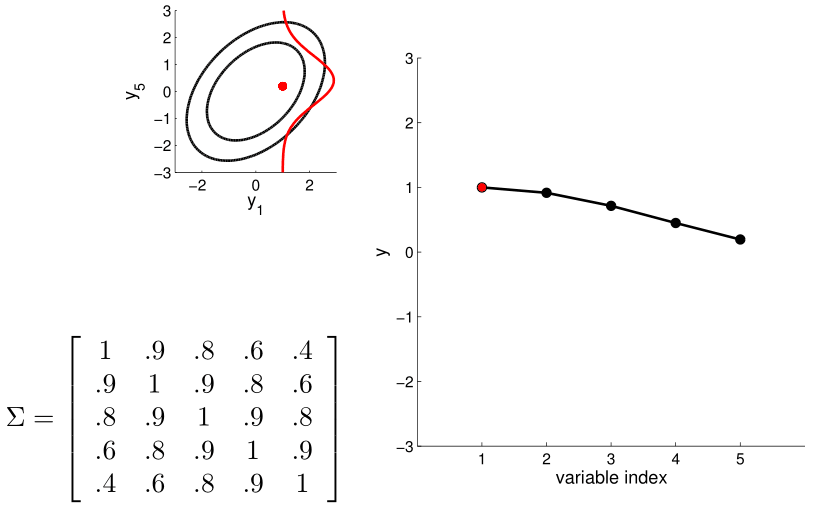 3
2
1
0
−1
−2
−3
y5
−2 0 2
y1
3
2
1
0
−1
−2
−3
y
1 2 3 4 5
variable index
Σ = [ 1 .9 .8 .6 .4
.9 1 .9 .8 .6
.8 .9 1 .9 .8
.6 .8 .9 1 .9
.4 .6 .8 .9 1 ]